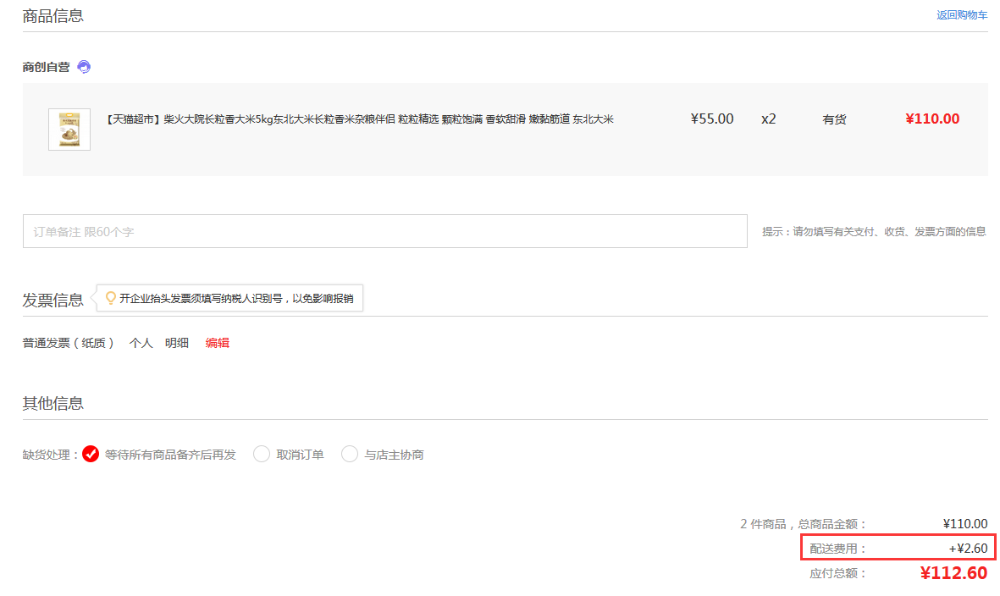 商品信息 返回购物车
商创自营
【天猫超市】柴火大院长粒香大米5kg东北大米长粒香米杂粮伴侣 粒粒精选 颗粒饱满 香软甜滑 嫩黏筋道 东北大米 ¥55.00 x2 有货 ¥110.00
订单备注 限60个字 提示：请勿填写有关支付、收货、发票方面的信息
发票信息 开企业抬头发票须填写纳税人识别号，以免影响报销
普通发票（纸质） 个人 明细 编辑
其他信息
缺货处理： 等待所有商品备齐后再发 取消订单 与店主协商
2 件商品，总商品金额： ¥110.00
配送费用： +¥2.60
应付总额： ¥112.60